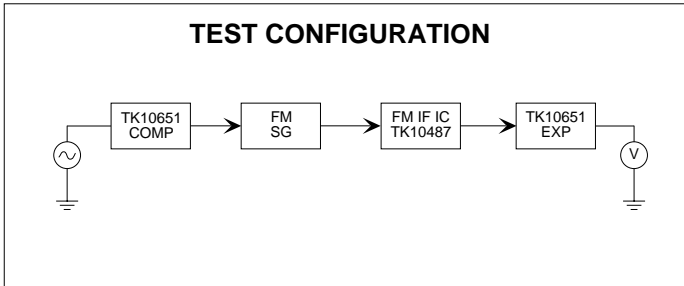 TEST CONFIGURATION
TK10651
COMP
FM
SG
FM IF IC
TK10487
TK10651
EXP
V